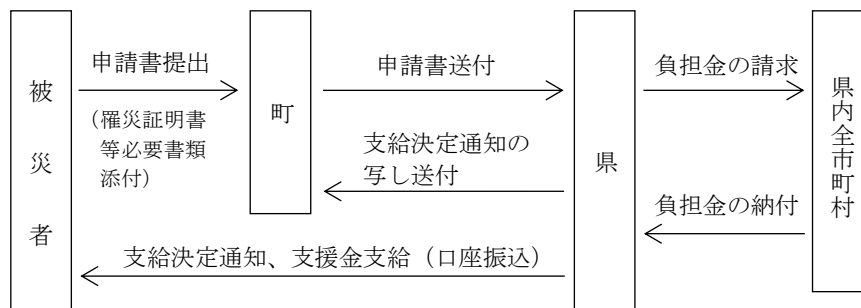 被災者
申請書提出
（罹災証明書
等必要書類
添付）
町
申請書送付
支給決定通知の
写し送付
県
負担金の請求
負担金の納付
県内全市町村
支給決定通知、支援金支給（口座振込）